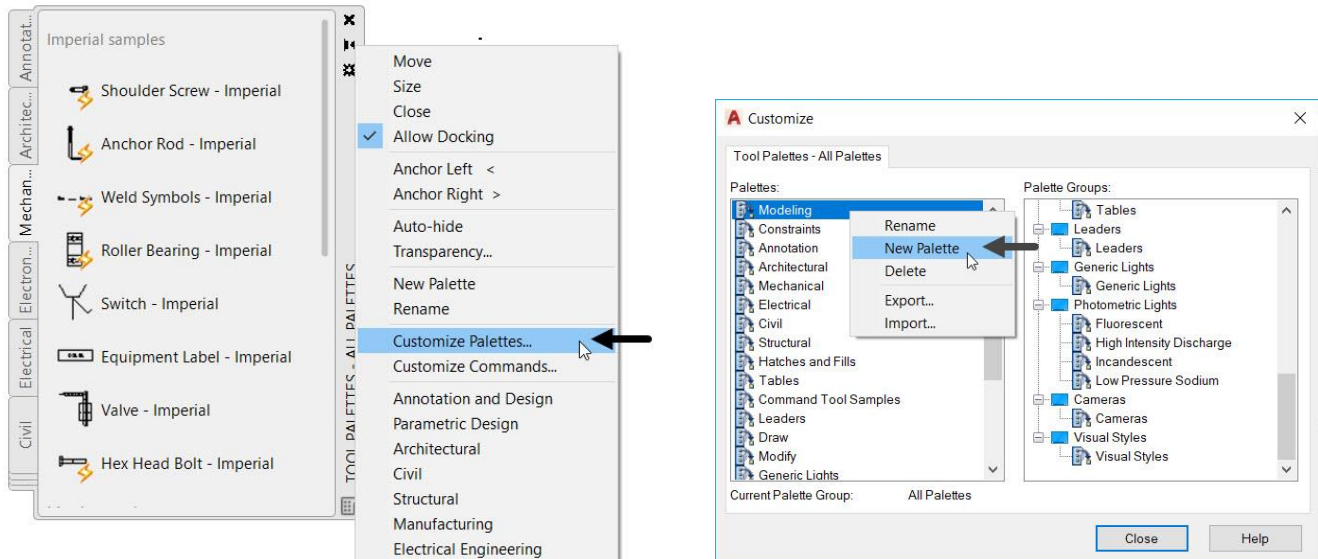 Annotat...
Architec...
Mechan...
Electron...
Electrical
Civil
Imperial samples
Shoulder Screw - Imperial
Anchor Rod - Imperial
Weld Symbols - Imperial
Roller Bearing - Imperial
Switch - Imperial
Equipment Label - Imperial
Valve - Imperial
Hex Head Bolt - Imperial
TOOL PALETTES - ALL PALETTES
Move
Size
Close
Allow Docking
Anchor Left <
Anchor Right >
Auto-hide
Transparency...
New Palette
Rename
Customize Palettes...
Customize Commands...
Annotation and Design
Parametric Design
Architectural
Civil
Structural
Manufacturing
Electrical Engineering
A Customize
Tool Palettes - All Palettes
Palettes:
Modeling
Constraints
Annotation
Architectural
Mechanical
Electrical
Civil
Structural
Hatches and Fills
Tables
Command Tool Samples
Leaders
Draw
Modify
Generic Lights
Rename
New Palette
Delete
Export...
Import...
Palette Groups:
Tables
Leaders
Leaders
Generic Lights
Generic Lights
Photometric Lights
Fluorescent
High Intensity Discharge
Incandescent
Low Pressure Sodium
Cameras
Cameras
Visual Styles
Visual Styles
Current Palette Group: All Palettes
Close
Help